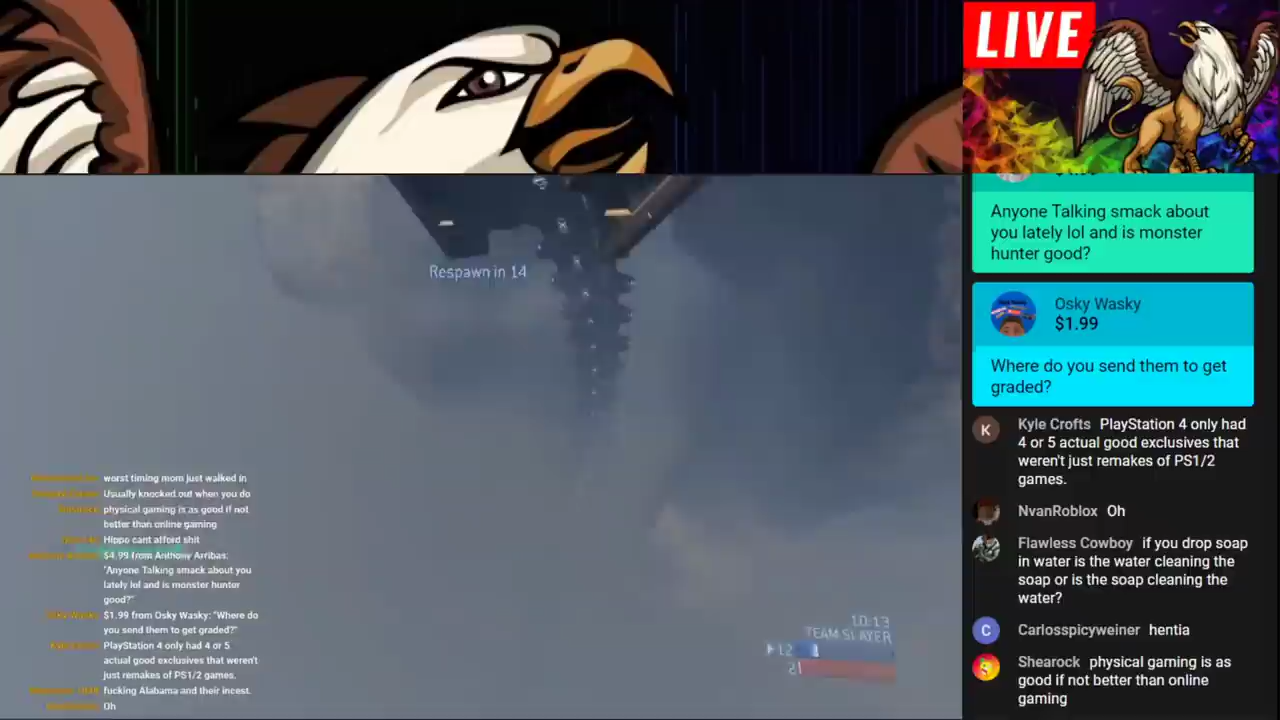 LIVE
Anyone Talking smack about
you lately lol and is monster
hunter good?
Osky Wasky
$1.99
Where do you send them to get
graded?
K
Kyle Crofts PlayStation 4 only had
4 or 5 actual good exclusives that
weren't just remakes of PS1/2
games.
NvanRoblox Oh
Flawless Cowboy if you drop soap
in water is the water cleaning the
soap or is the soap cleaning the
water?
C
Carlosspicyweiner hentia
Shearock physical gaming is as
good if not better than online
gaming
Respawn in 14
worst timing mom just walked in
Usually knocked out when you do
physical gaming is as good if not
better than online gaming
Hippo cant afford shit
$4.99 from Anthony Arribas:
"Anyone Talking smack about you
lately lol and is monster hunter
good?"
$1.99 from Osky Wasky: "Where do
you send them to get graded?"
PlayStation 4 only had 4 or 5
actual good exclusives that weren't
just remakes of PS1/2 games.
fucking Alabama and their incest.
Oh
10:13
TEAM SLAYER
12
21